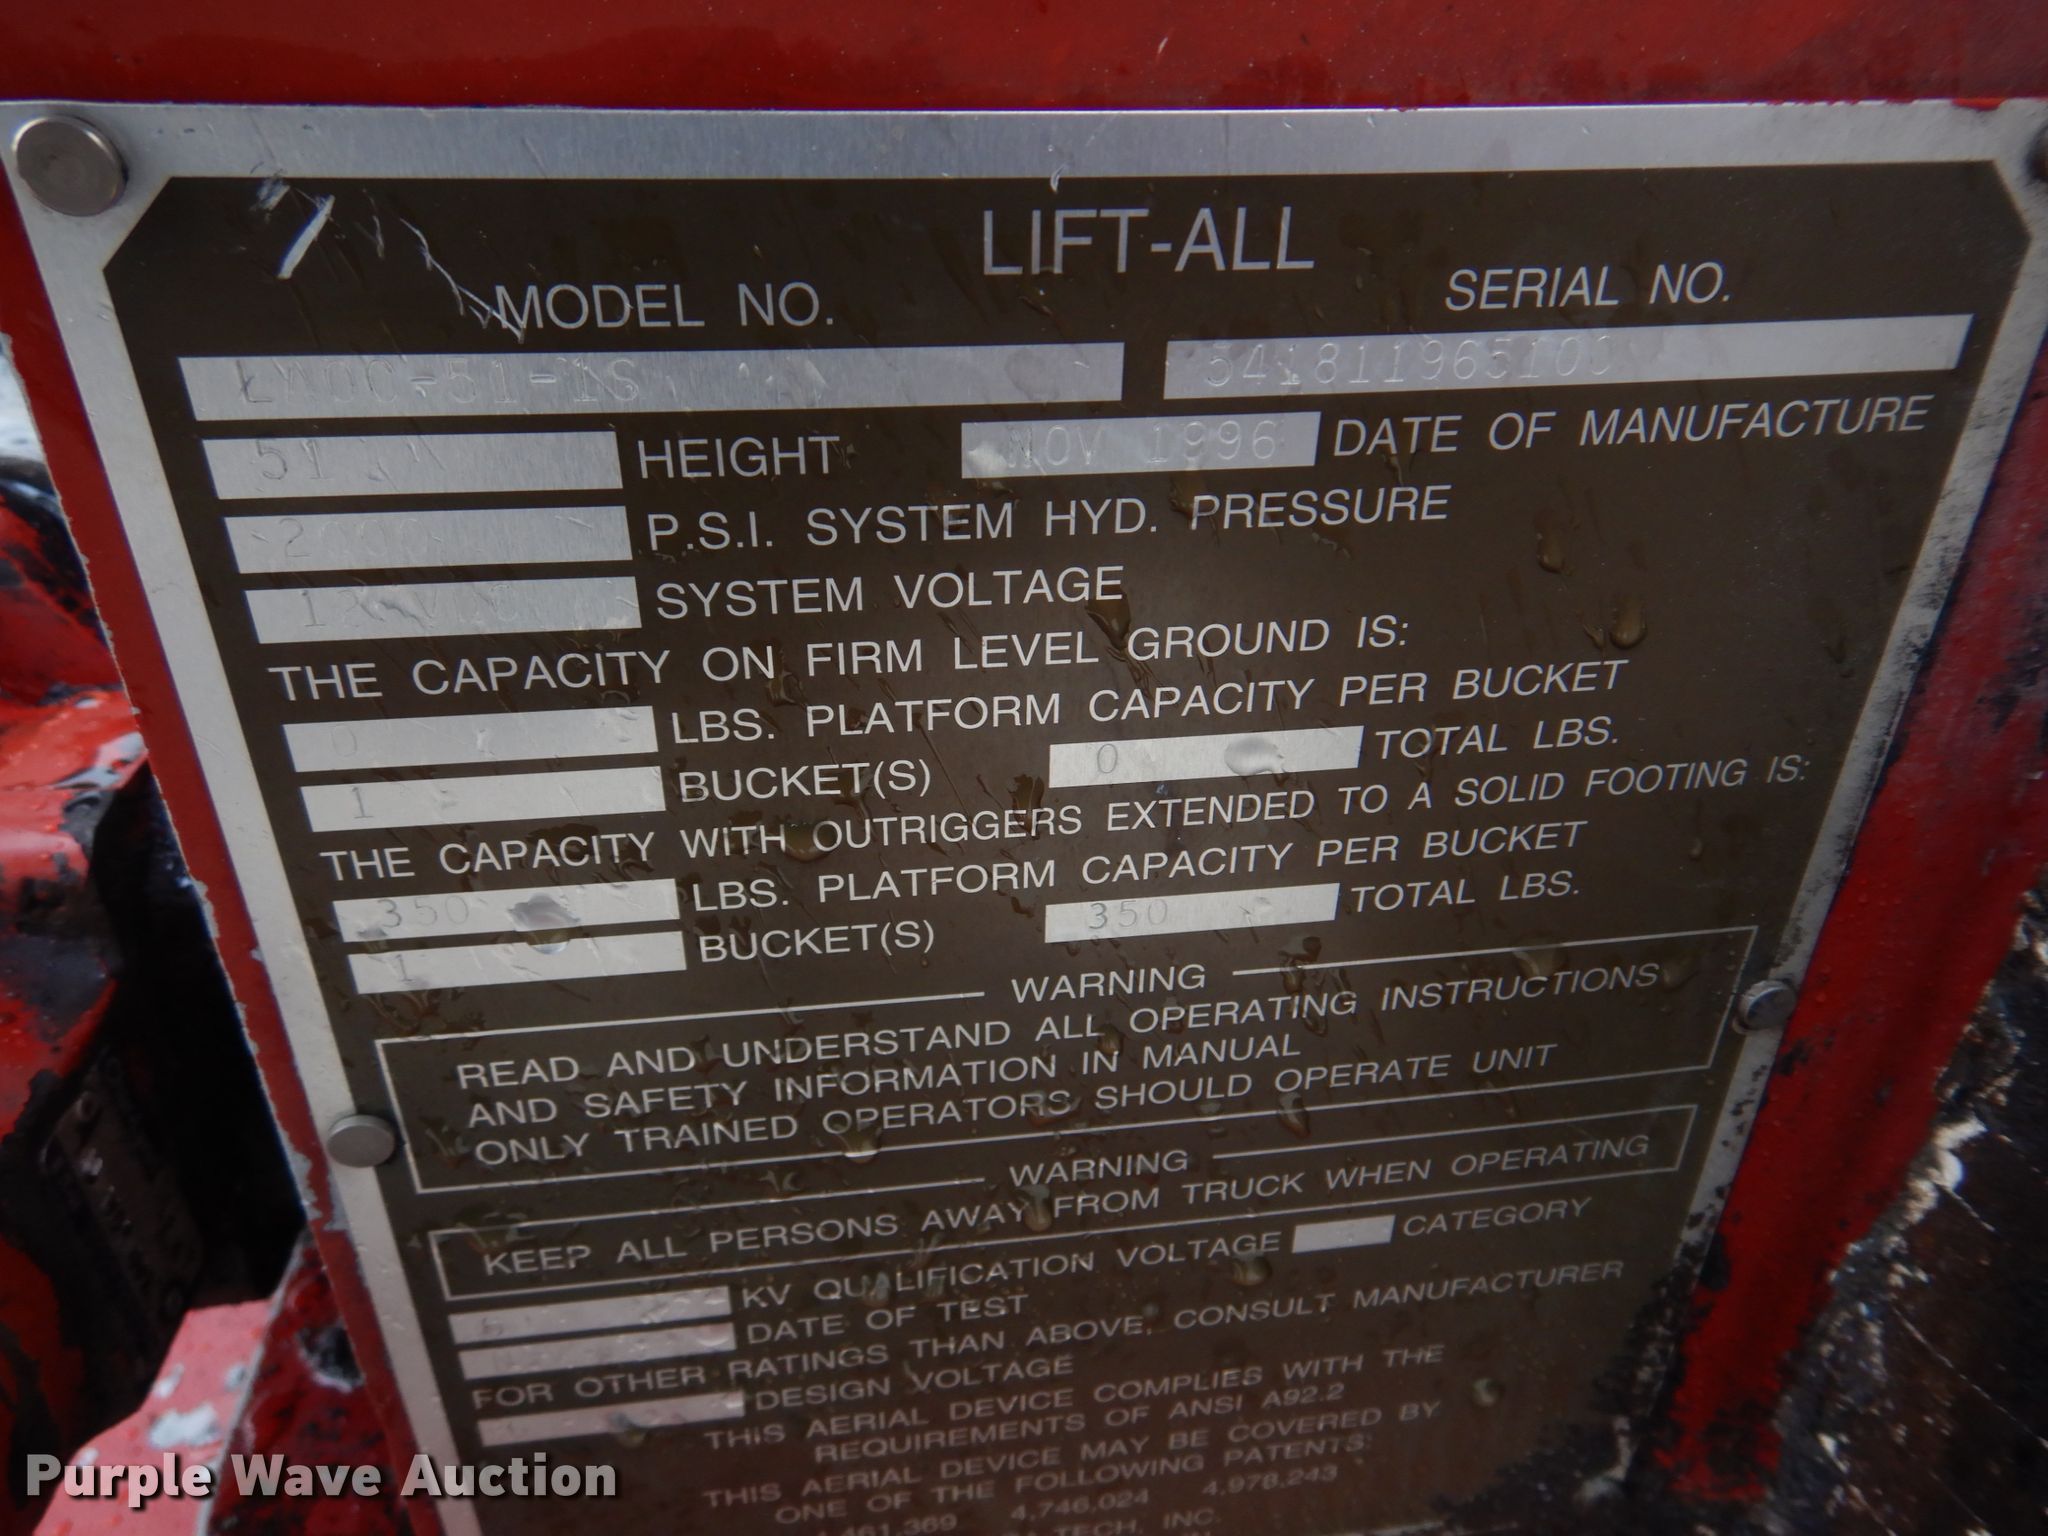 LIFT-ALL
MODEL NO. SERIAL NO.
51 HEIGHT NOV 1996 DATE OF MANUFACTURE
2000 P.S.I. SYSTEM HYD. PRESSURE
12 SYSTEM VOLTAGE
THE CAPACITY ON FIRM LEVEL GROUND IS:
0 LBS. PLATFORM CAPACITY PER BUCKET
1 BUCKET(S) 0 TOTAL LBS.
THE CAPACITY WITH OUTRIGGERS EXTENDED TO A SOLID FOOTING IS:
350 LBS. PLATFORM CAPACITY PER BUCKET
1 BUCKET(S) 350 TOTAL LBS.
WARNING
READ AND UNDERSTAND ALL OPERATING INSTRUCTIONS
AND SAFETY INFORMATION IN MANUAL
ONLY TRAINED OPERATORS SHOULD OPERATE UNIT
WARNING
KEEP ALL PERSONS AWAY FROM TRUCK WHEN OPERATING
KV QUALIFICATION VOLTAGE CATEGORY
DATE OF TEST
FOR OTHER RATINGS THAN ABOVE, CONSULT MANUFACTURER
DESIGN VOLTAGE
THIS AERIAL DEVICE COMPLIES WITH THE
REQUIREMENTS OF ANSI A92.2
THIS AERIAL DEVICE MAY BE COVERED BY
ONE OF THE FOLLOWING PATENTS:
4,746,024 4,978,243
TECH, INC.
Purple Wave Auction